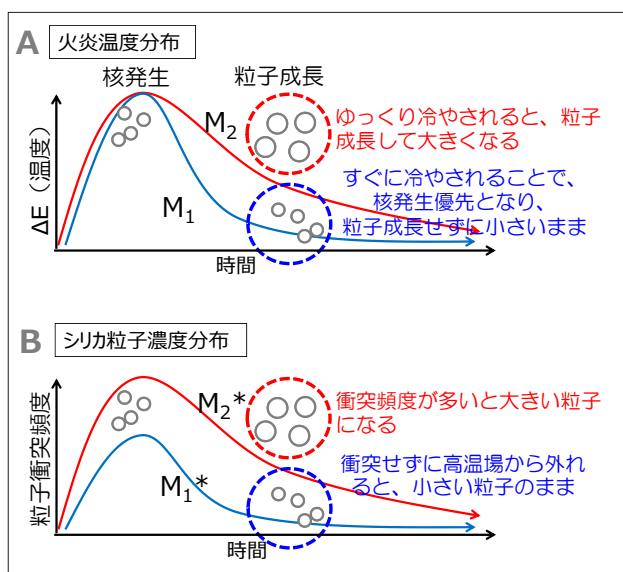 A 火炎温度分布
核発生
粒子成長
M2
ゆっくり冷やされると、粒子
成長して大きくなる
すぐに冷やされることで、
核発生優先となり、
粒子成長せずに小さいまま
M1
ΔE（温度）
時間
B シリカ粒子濃度分布
M2*
衝突頻度が多いと大きい粒子
になる
衝突せずに高温場から外れ
ると、小さい粒子のまま
M1*
粒子衝突頻度
時間